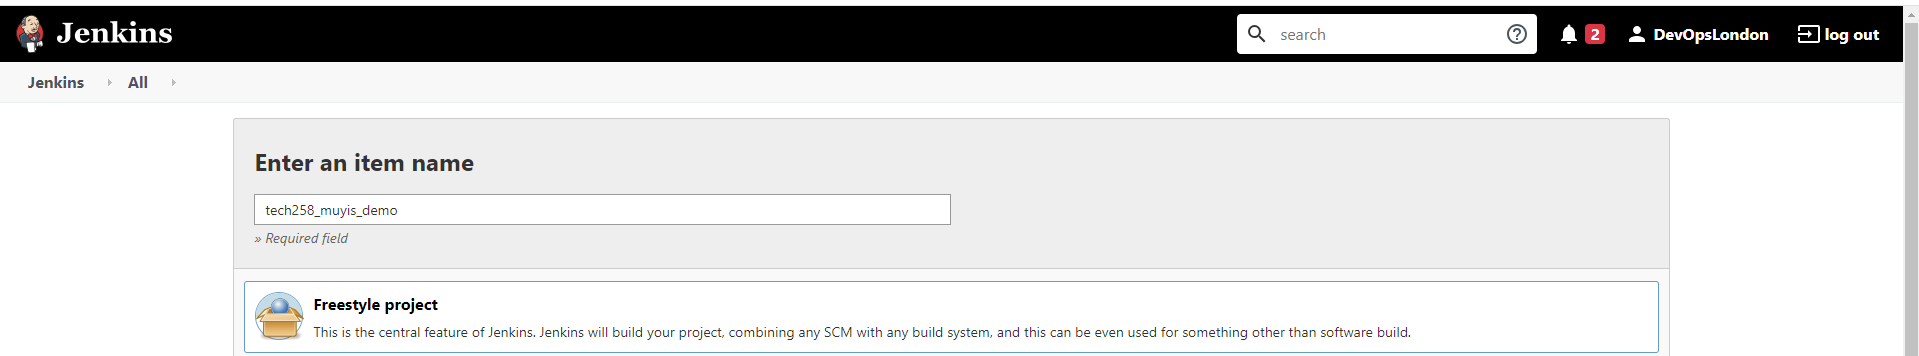 Jenkins
search
2
DevOpsLondon
log out
Jenkins
All
Enter an item name
tech258_muyis_demo
» Required field
Freestyle project
This is the central feature of Jenkins. Jenkins will build your project, combining any SCM with any build system, and this can be even used for something other than software build.